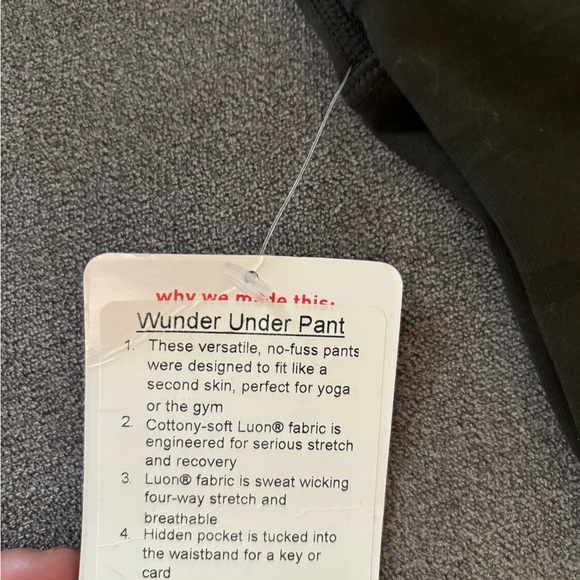 why we made this:
Wunder Under Pant
1. These versatile, no-fuss pants
were designed to fit like a
second skin, perfect for yoga
or the gym
2. Cottony-soft Luon® fabric is
engineered for serious stretch
and recovery
3. Luon® fabric is sweat wicking,
four-way stretch and
breathable
4. Hidden pocket is tucked into
the waistband for a key or
card